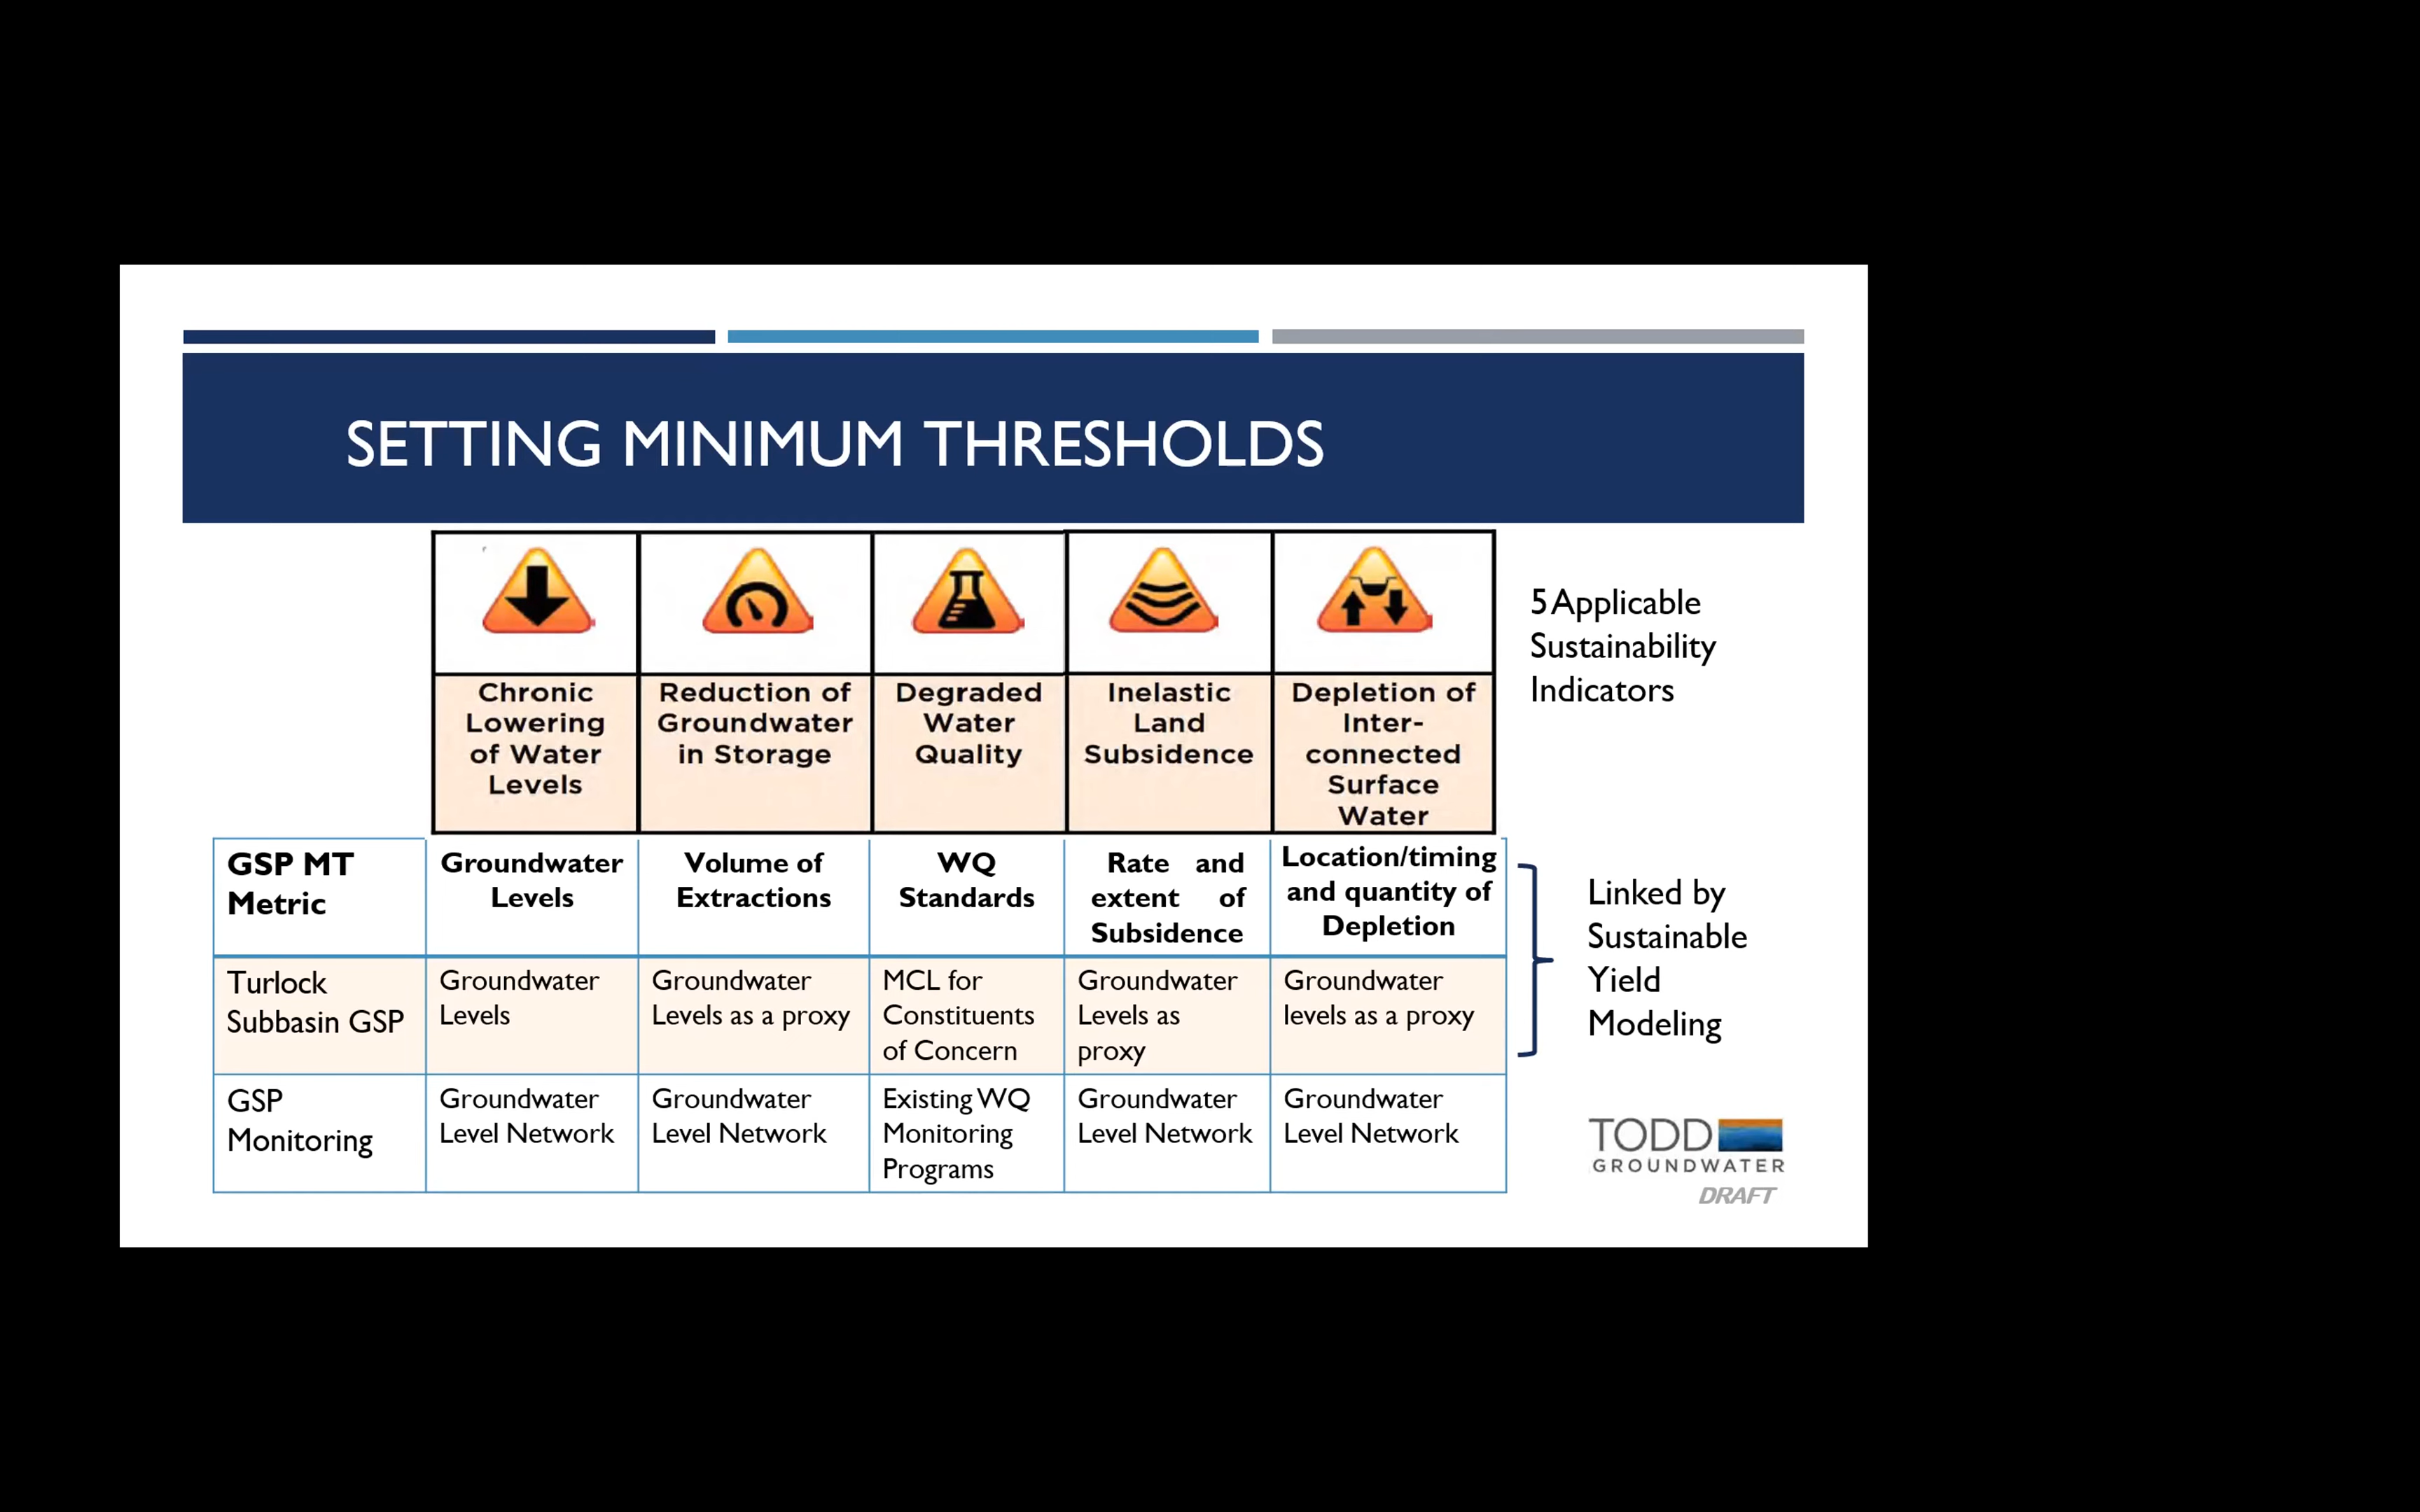 SETTING MINIMUM THRESHOLDS
Chronic
Lowering
of Water
Levels
Reduction of
Groundwater
in Storage
Degraded
Water
Quality
Inelastic
Land
Subsidence
Depletion of
Inter-
connected
Surface
Water
5 Applicable
Sustainability
Indicators
GSP MT
Metric
Groundwater
Levels
Volume of
Extractions
WQ
Standards
Rate and
extent of
Subsidence
Location/timing
and quantity of
Depletion
Turlock
Subbasin GSP
Groundwater
Levels
Groundwater
Levels as a proxy
MCL for
Constituents
of Concern
Groundwater
Levels as
proxy
Groundwater
levels as a proxy
GSP
Monitoring
Groundwater
Level Network
Groundwater
Level Network
Existing WQ
Monitoring
Programs
Groundwater
Level Network
Groundwater
Level Network
Linked by
Sustainable
Yield
Modeling
TODD
GROUNDWATER
DRAFT